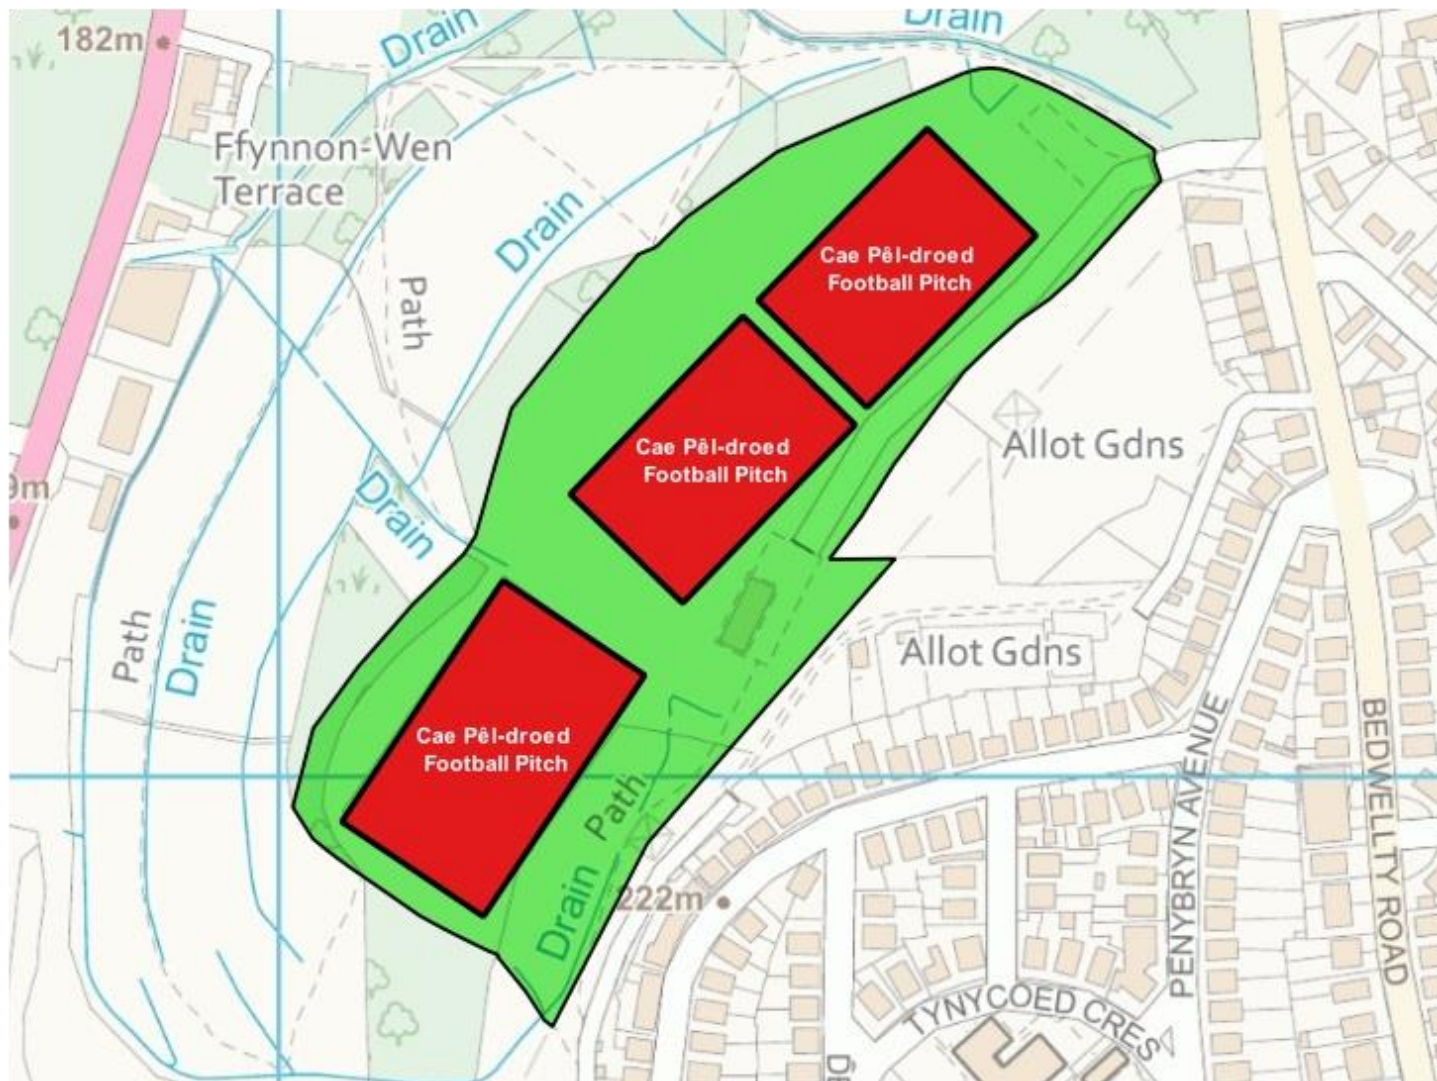 Drain
Drain
182m
Ffynnon-Wen
Terrace
Drain
Path
Cae Pêl-droed
Football Pitch
Cae Pêl-droed
Football Pitch
Allot Gdns
9m
Drain
Path
Drain
Allot Gdns
Cae Pêl-droed
Football Pitch
Path
Drain
222m
PENYBRYN AVENUE
BEDWELLTY ROAD
TYNYCOED CRES